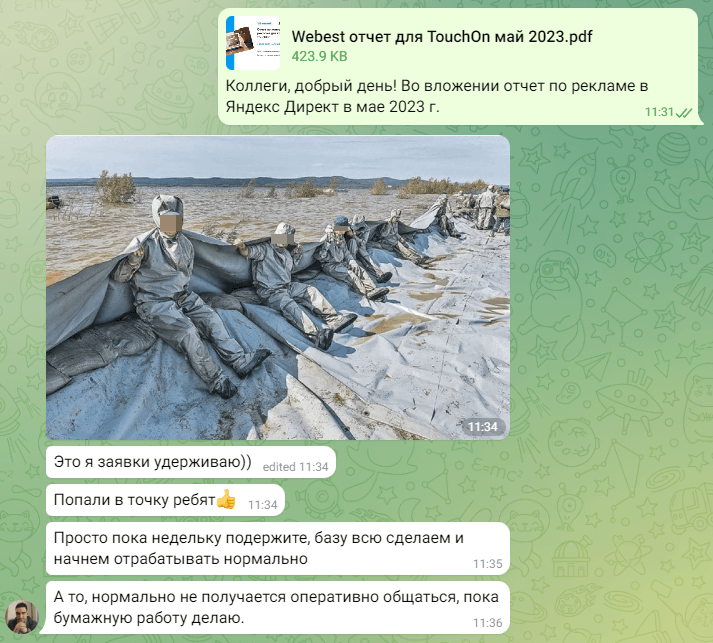 Webest отчет для TouchOn май 2023.pdf
423.9 KB
Коллеги, добрый день! Во вложении отчет по рекламе в
Яндекс Директ в мае 2023 г.
11:31
11:34
Это я заявки удерживаю)) edited 11:34
Попали в точку ребят👍 11:34
Просто пока недельку подержите, базу всю сделаем и
начнем отрабатывать нормально
11:35
А то, нормально не получается оперативно общаться, пока
бумажную работу делаю.
11:36